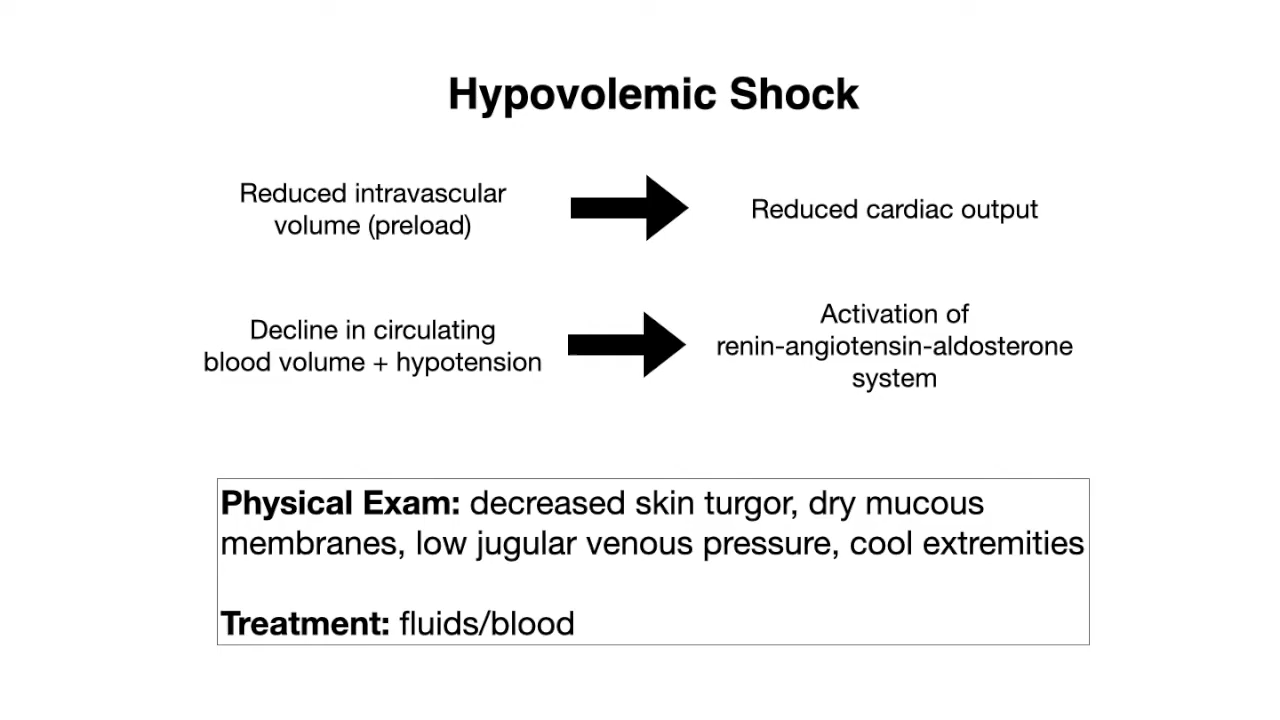 Hypovolemic Shock
Reduced intravascular
volume (preload)
Reduced cardiac output
Decline in circulating
blood volume + hypotension
Activation of
renin-angiotensin-aldosterone
system
Physical Exam: decreased skin turgor, dry mucous
membranes, low jugular venous pressure, cool extremities
Treatment: fluids/blood